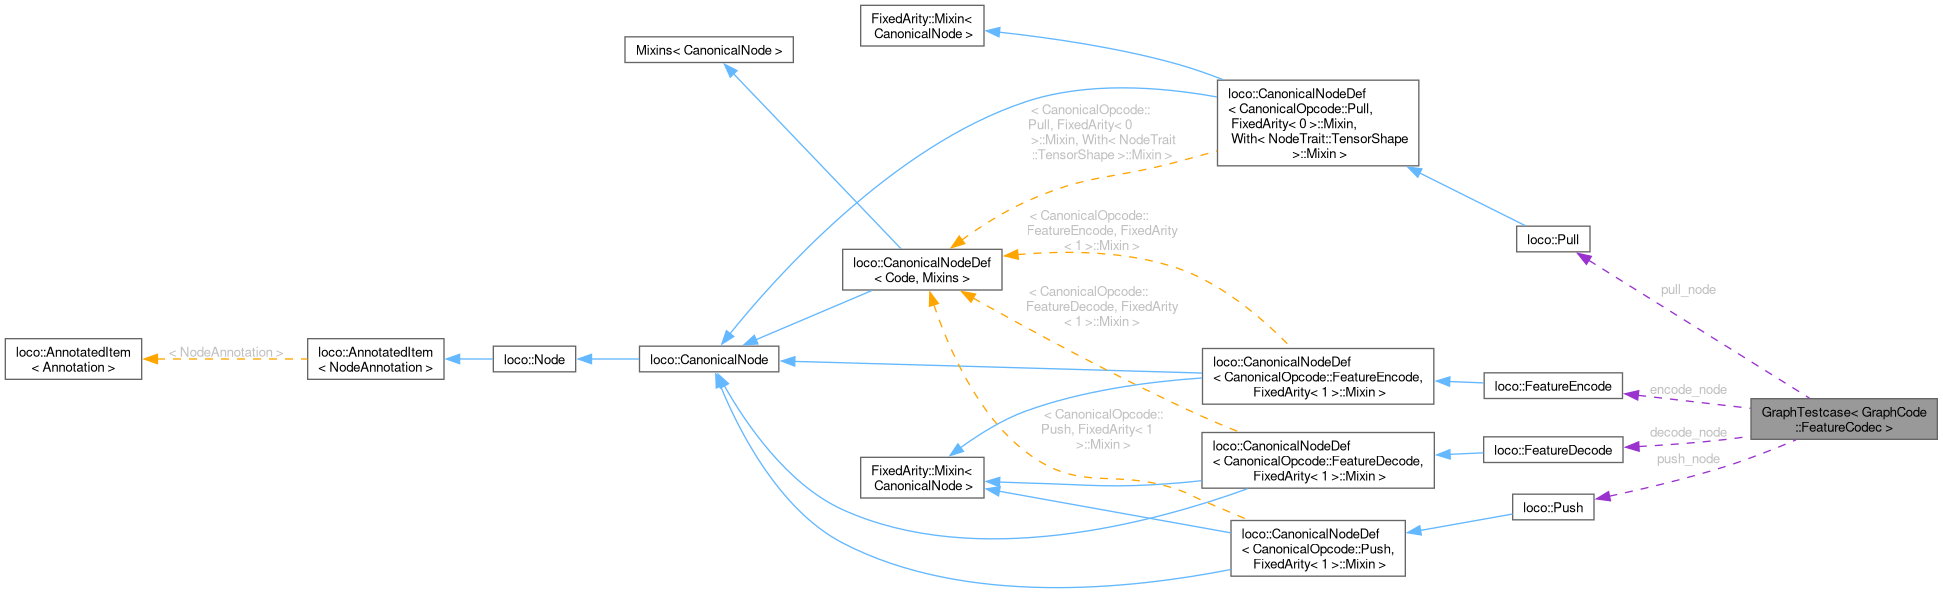 FixedArity::Mixin<
CanonicalNode >
Mixins< CanonicalNode >
loco::CanonicalNodeDef
< CanonicalOpcode::Pull,
FixedArity< 0 >::Mixin,
With< NodeTrait::TensorShape
>::Mixin >
< CanonicalOpcode::
Pull, FixedArity< 0
>::Mixin, With< NodeTrait
::TensorShape >::Mixin >
< CanonicalOpcode::
FeatureEncode, FixedArity
< 1 >::Mixin >
loco::Pull
loco::CanonicalNodeDef
< Code, Mixins >
pull_node
< CanonicalOpcode::
FeatureDecode, FixedArity
< 1 >::Mixin >
loco::AnnotatedItem
< Annotation >
< NodeAnnotation >
loco::AnnotatedItem
< NodeAnnotation >
loco::Node
loco::CanonicalNode
loco::CanonicalNodeDef
< CanonicalOpcode::FeatureEncode,
FixedArity< 1 >::Mixin >
loco::FeatureEncode
encode_node
GraphTestcase< GraphCode
::FeatureCodec >
< CanonicalOpcode::
Push, FixedArity< 1
>::Mixin >
loco::CanonicalNodeDef
< CanonicalOpcode::FeatureDecode,
FixedArity< 1 >::Mixin >
loco::FeatureDecode
decode_node
push_node
FixedArity::Mixin<
CanonicalNode >
loco::Push
loco::CanonicalNodeDef
< CanonicalOpcode::Push,
FixedArity< 1 >::Mixin >